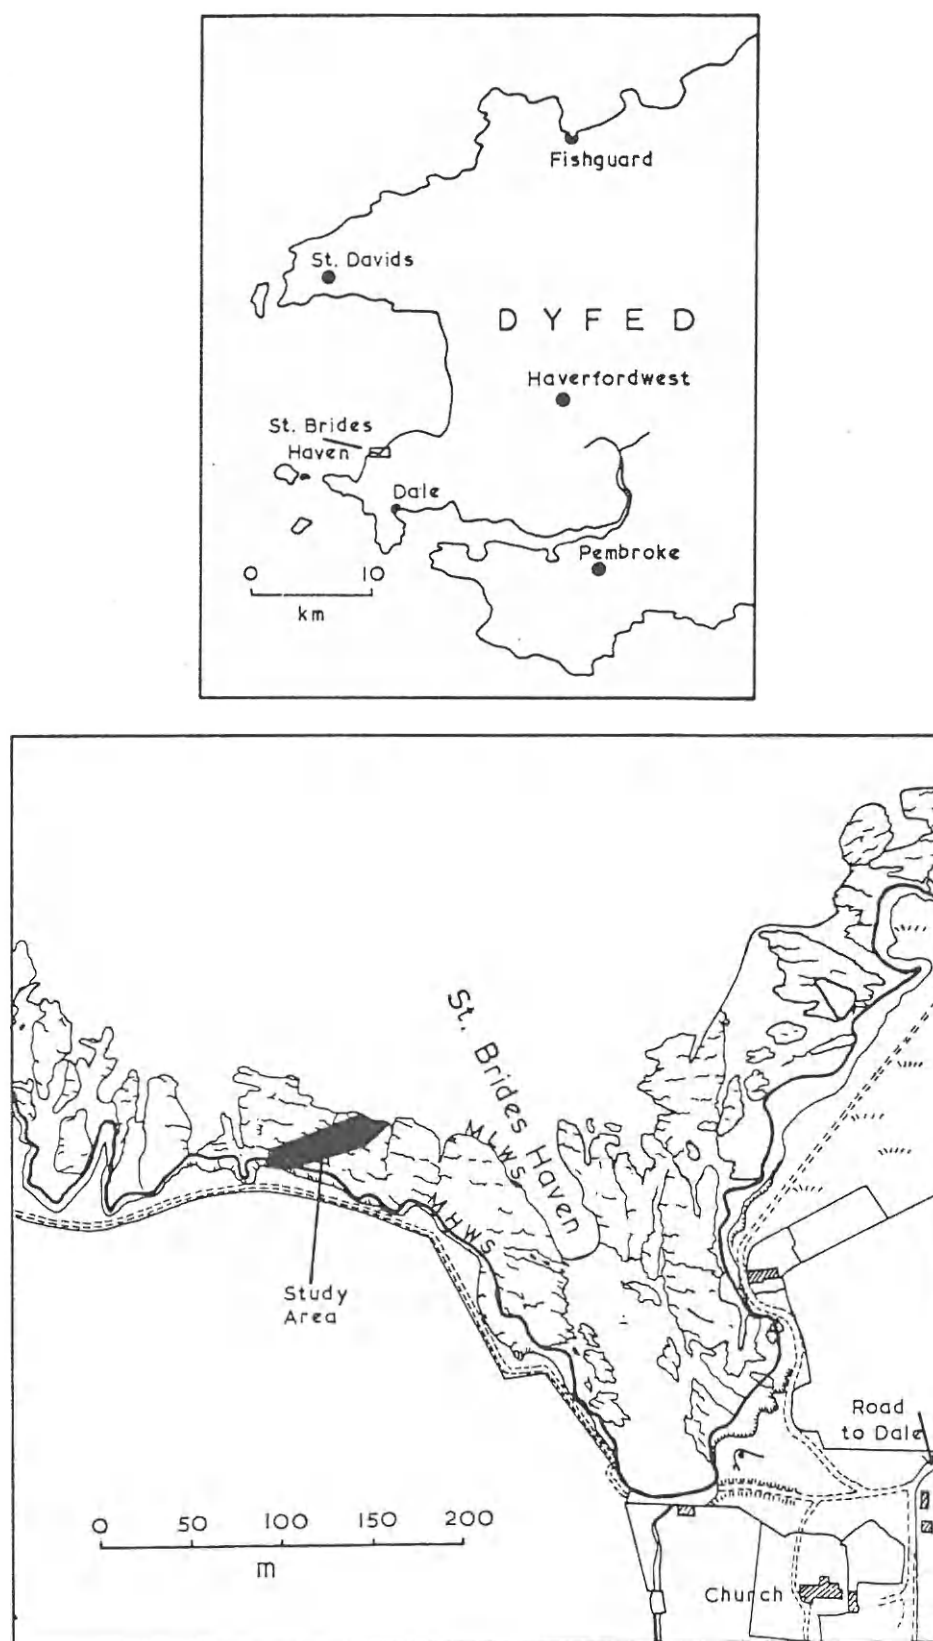 Fishguard
St. Davids
DYFED
Haverfordwest
St. Brides
Haven
Dale
Pembroke
0 10
km
St. Brides Haven
MLWS
MHWS
Study
Area
Road
to Dale
0 50 100 150 200
m
Church